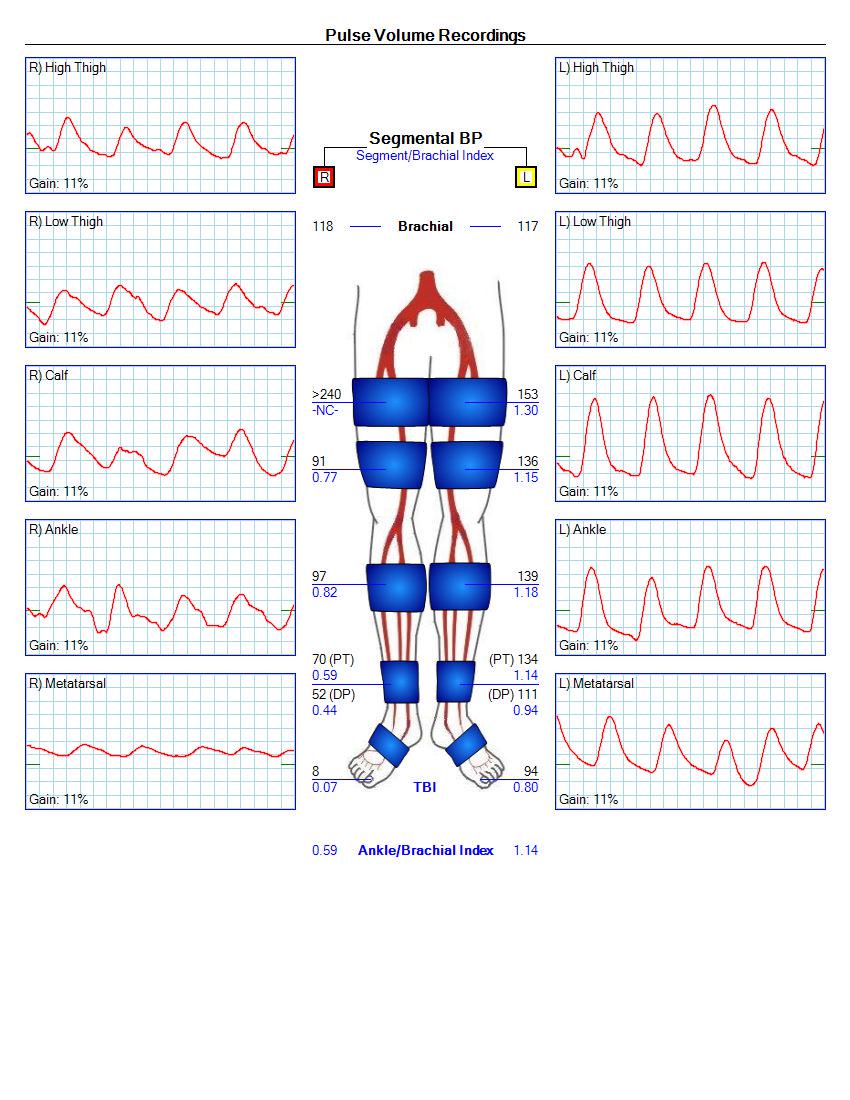 Pulse Volume Recordings
R) High Thigh
Gain: 11%
R) Low Thigh
Gain: 11%
R) Calf
Gain: 11%
R) Ankle
Gain: 11%
R) Metatarsal
Gain: 11%
Segmental BP
Segment/Brachial Index
R L
118 Brachial 117
>240 153
-NC- 1.30
91 136
0.77 1.15
97 139
0.82 1.18
70 (PT) (PT) 134
0.59 1.14
52 (DP) (DP) 111
0.44 0.94
8 94
0.07 TBI 0.80
0.59 Ankle/Brachial Index 1.14
L) High Thigh
Gain: 11%
L) Low Thigh
Gain: 11%
L) Calf
Gain: 11%
L) Ankle
Gain: 11%
L) Metatarsal
Gain: 11%